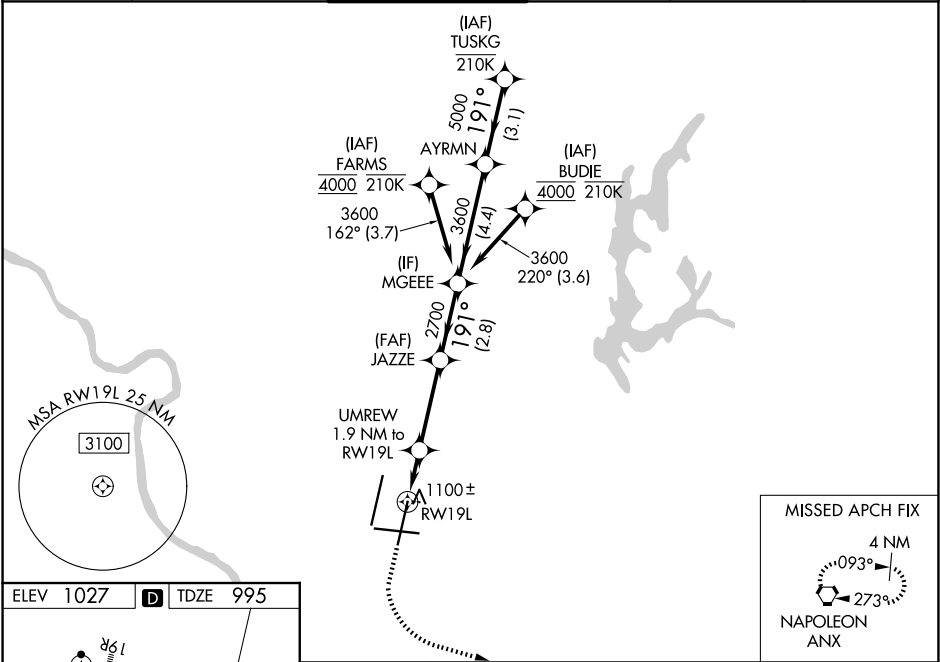 (IAF)
TUSKG
210K
5000
191°
(3.1)
(IAF)
FARMS
4000 210K
AYRMN
(IAF)
BUDIE
4000 210K
3600
162° (3.7)
3600
(4.4)
3600
220° (3.6)
(IF)
MGEEE
2700
191°
(2.8)
(FAF)
JAZZE
MSA RW19L 25 NM
3100
UMREW
1.9 NM to
RW19L
1100±
RW19L
MISSED APCH FIX
4 NM
093°
273°
NAPOLEON
ANX
ELEV 1027 D TDZE 995
19R